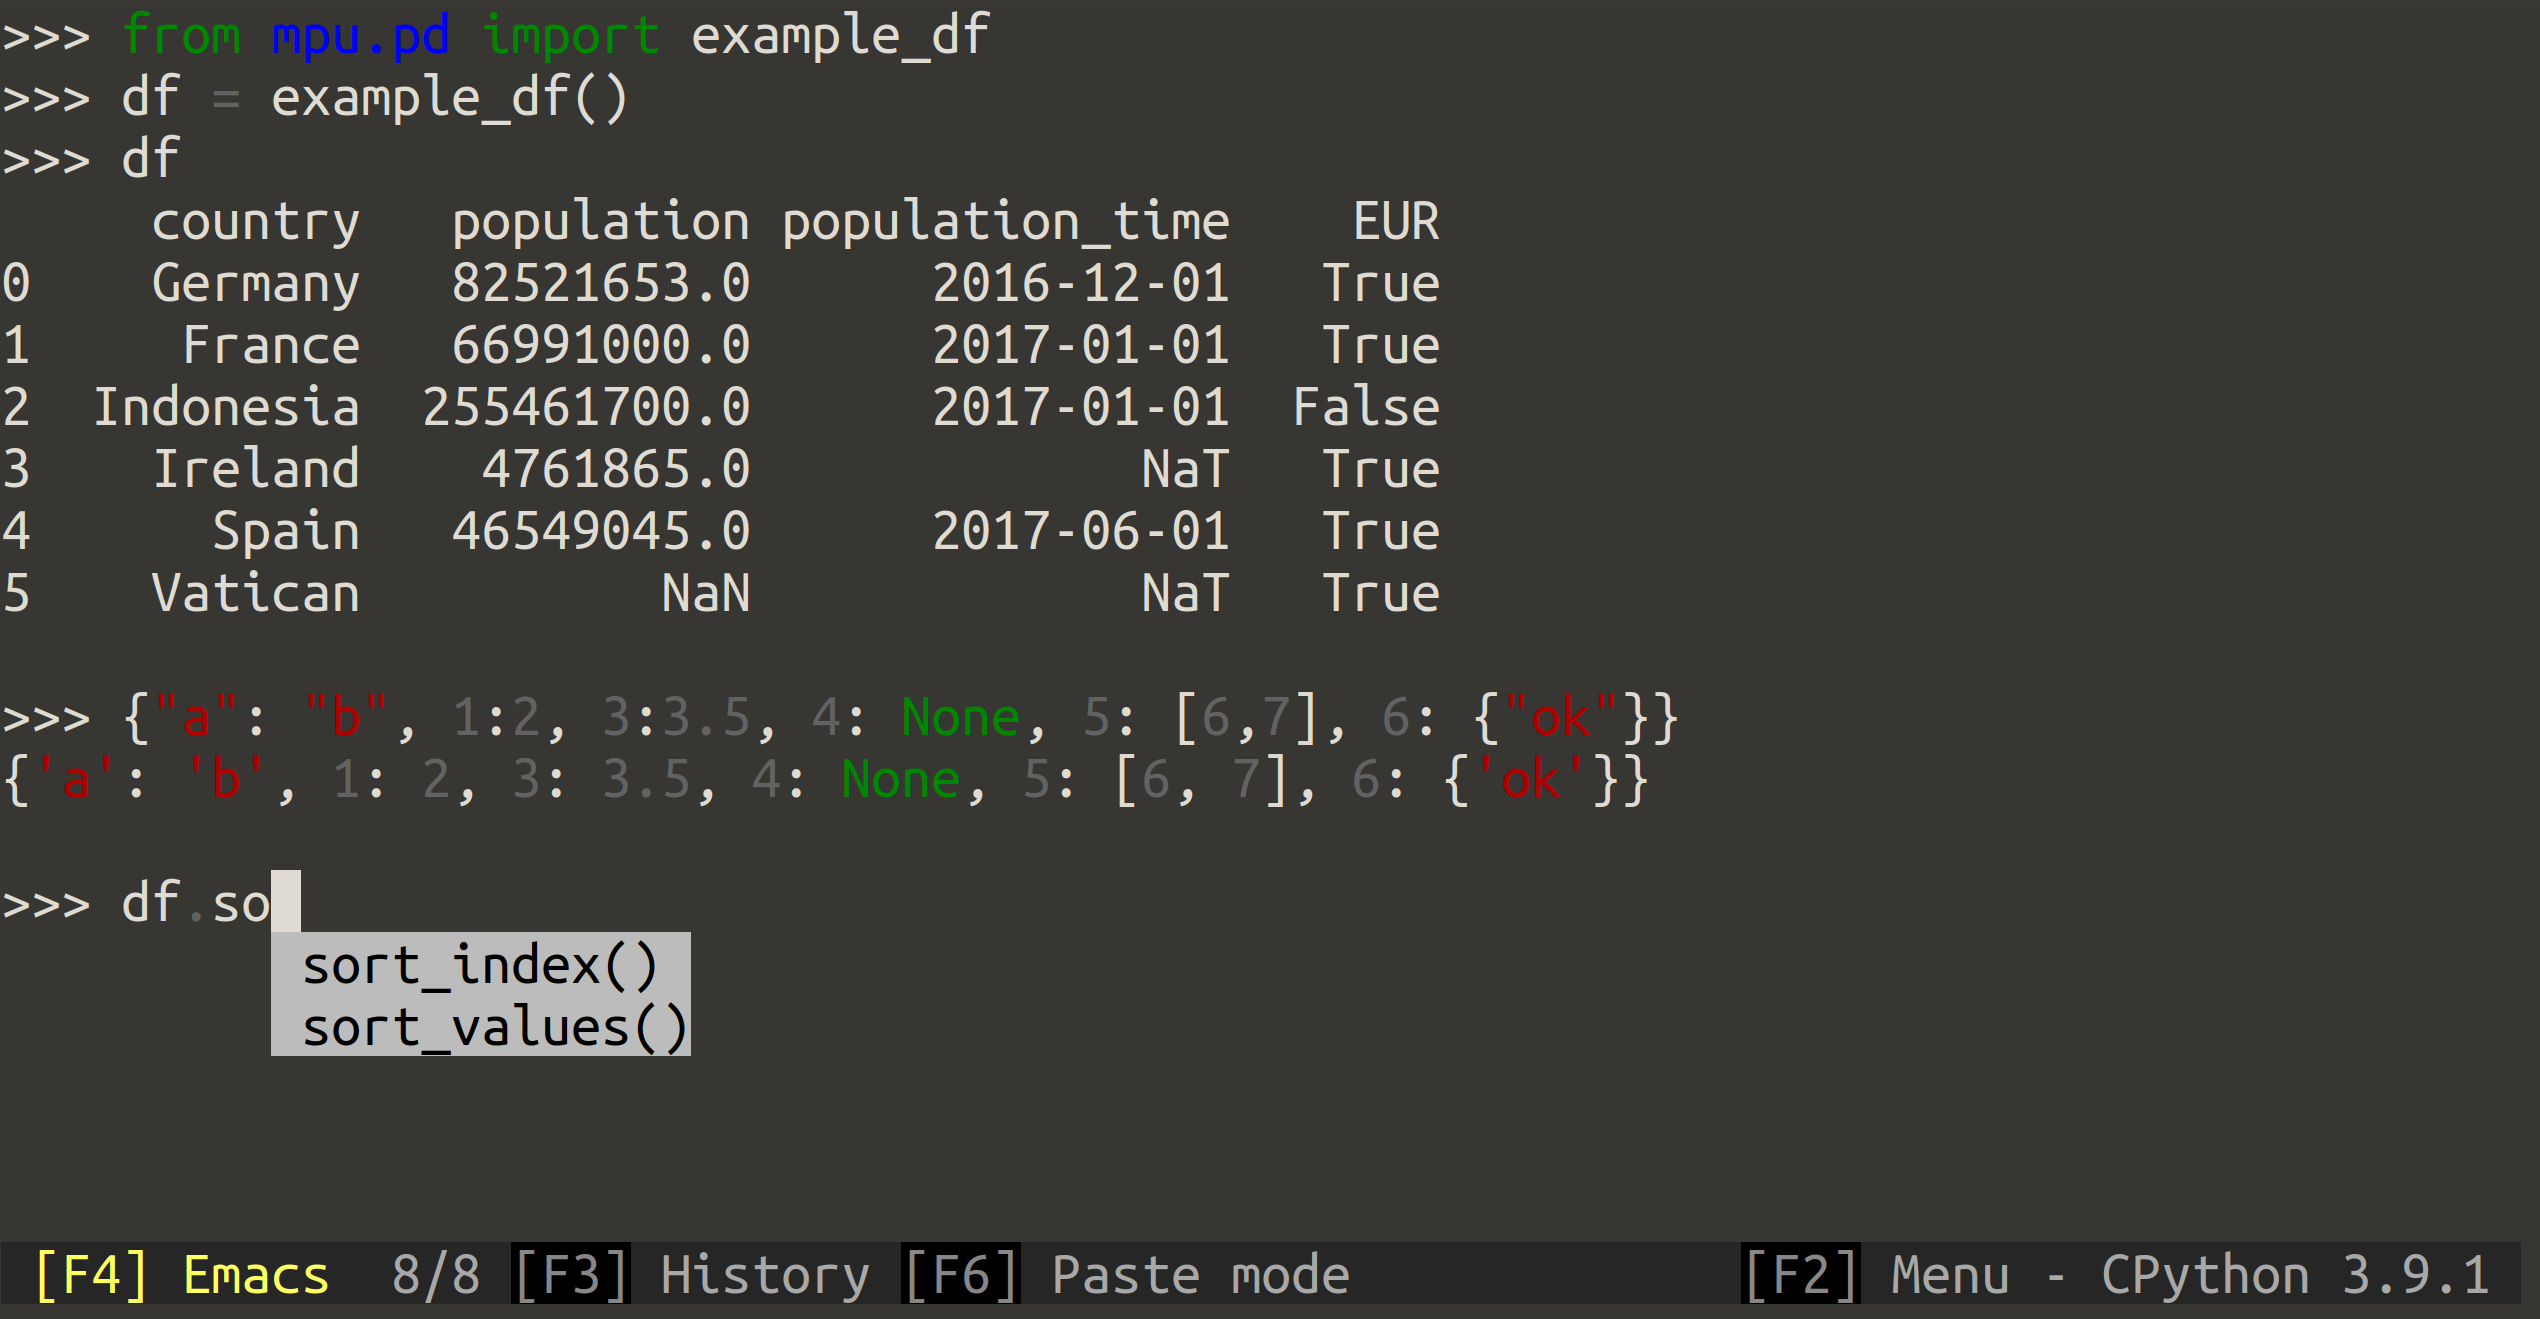 >>> from mpu.pd import example_df
>>> df = example_df()
>>> df
     country   population population_time    EUR
0    Germany   82521653.0      2016-12-01   True
1     France   66991000.0      2017-01-01   True
2  Indonesia  255461700.0      2017-01-01  False
3    Ireland    4761865.0             NaT   True
4      Spain   46549045.0      2017-06-01   True
5    Vatican          NaN             NaT   True
>>> {"a": "b", 1:2, 3:3.5, 4: None, 5: [6,7], 6: {"ok"}}
{'a': 'b', 1: 2, 3: 3.5, 4: None, 5: [6, 7], 6: {'ok'}}
>>> df.so
sort_index()
sort_values()
[F4] Emacs  8/8 [F3] History [F6] Paste mode             [F2] Menu - CPython 3.9.1